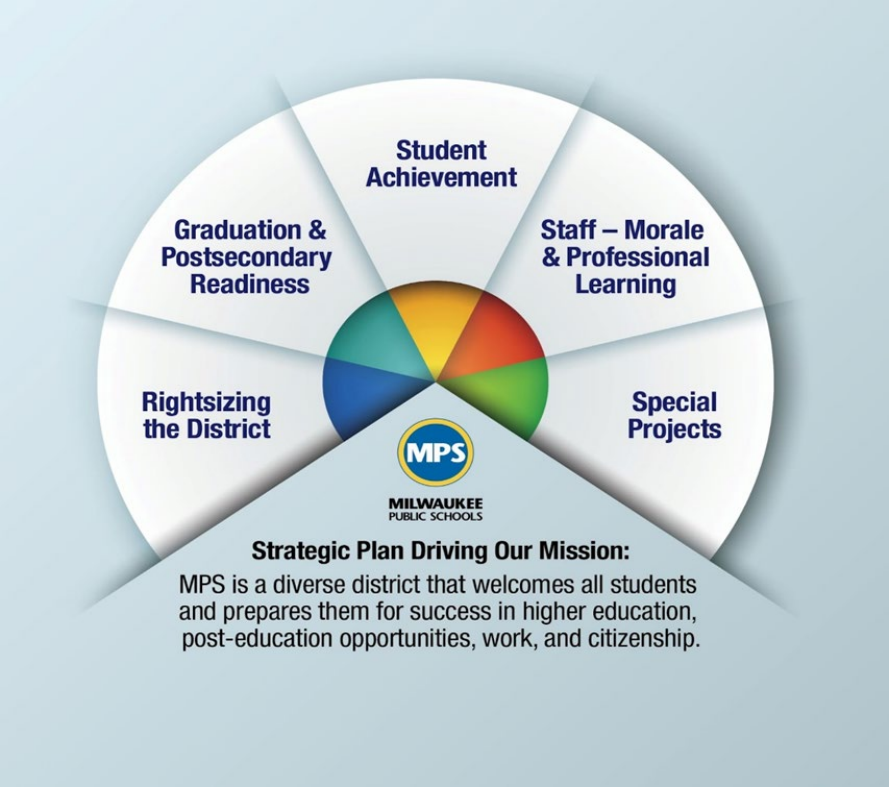 Student
Achievement
Graduation &
Postsecondary
Readiness
Staff – Morale
& Professional
Learning
Rightsizing
the District
Special
Projects
MPS
MILWAUKEE
PUBLIC SCHOOLS
Strategic Plan Driving Our Mission:
MPS is a diverse district that welcomes all students
and prepares them for success in higher education,
post-education opportunities, work, and citizenship.